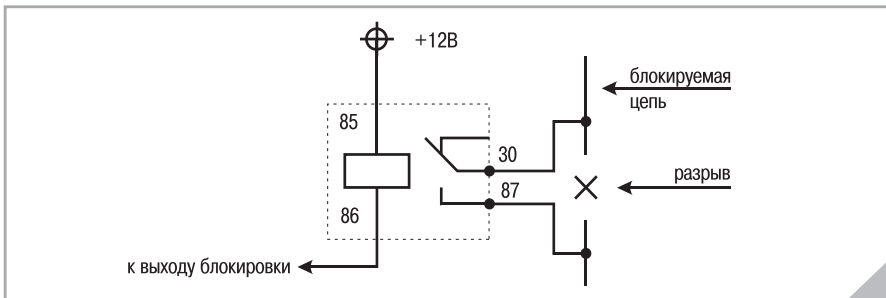 +12В
блокируемая
цепь
85
30
разрыв
87
86
к выходу блокировки